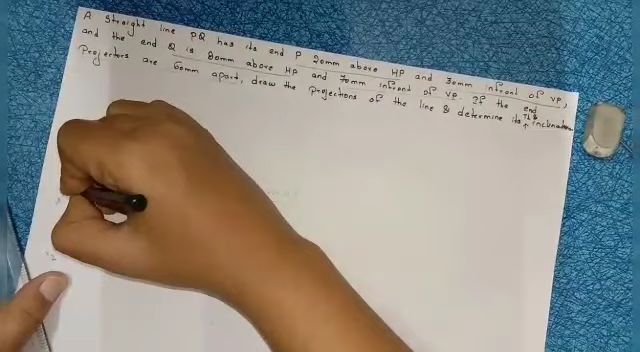 A straight line PQ has its end P 20mm above HP and 30mm infront of VP,
and the end Q is 80mm above HP and 70mm infront of VP. If the end
Projectors are 60mm apart, draw the Projections of the line & determine its inclinations